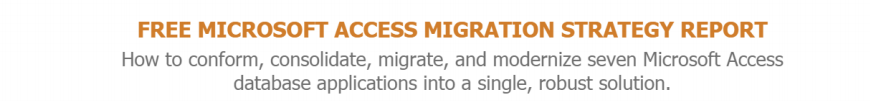 FREE MICROSOFT ACCESS MIGRATION STRATEGY REPORT
How to conform, consolidate, migrate, and modernize seven Microsoft Access
database applications into a single, robust solution.